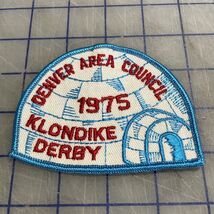 DENVER AREA COUNCIL
1975
KLONDIKE
DERBY